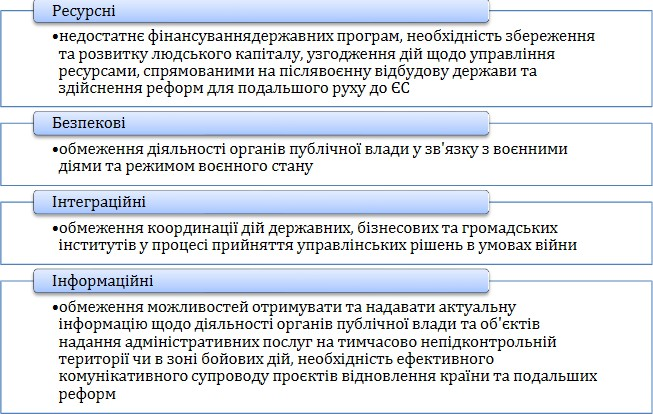 Ресурсні
•недостатнє фінансуваннядержавних програм, необхідність збереження
та розвитку людського капіталу, узгодження дій щодо управління
ресурсами, спрямованими на післявоєнну відбудову держави та
здійснення реформ для подальшого руху до ЄС
Безпекові
•обмеження діяльності органів публічної влади у зв'язку з воєнними
діями та режимом воєнного стану
Інтеграційні
•обмеження координації дій державних, бізнесових та громадських
інститутів у процесі прийняття управлінських рішень в умовах війни
Інформаційні
•обмеження можливостей отримувати та надавати актуальну
інформацію щодо діяльності органів публічної влади та об'єктів
надання адміністративних послуг на тимчасово непідконтрольній
території чи в зоні бойових дій, необхідність ефективного
комунікативного супроводу проєктів відновлення країни та подальших
реформ